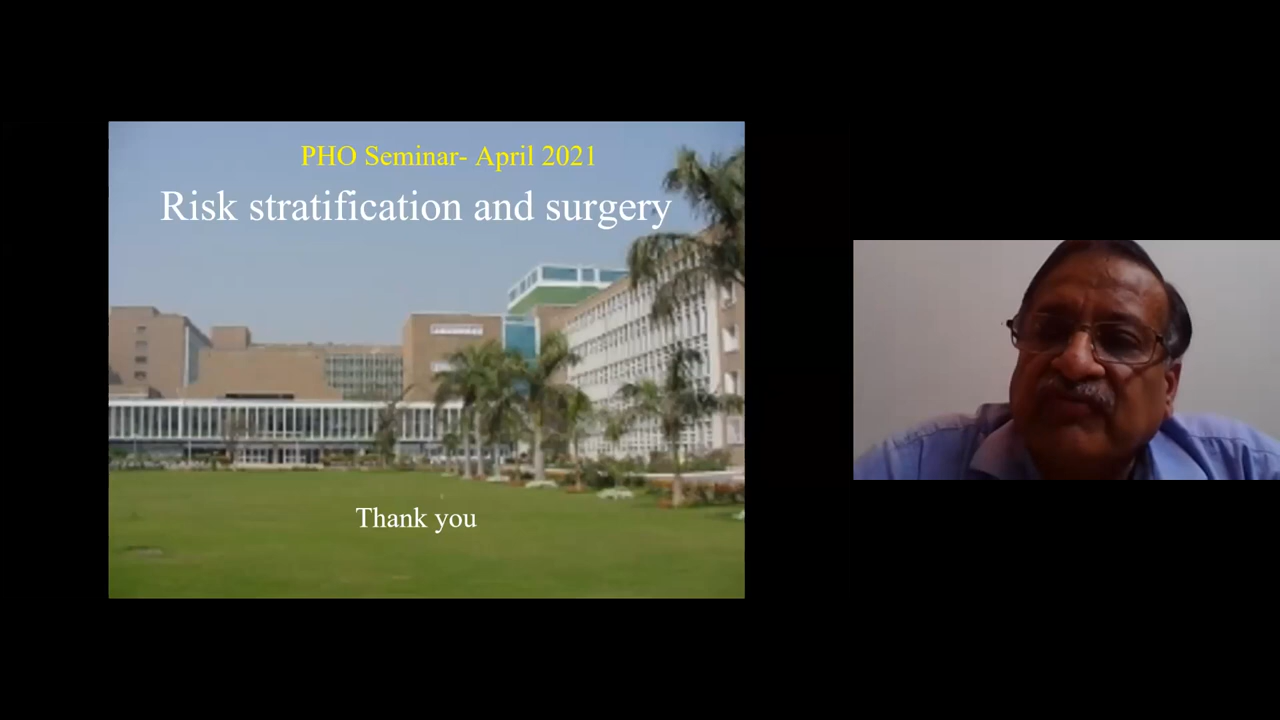 PHO Seminar- April 2021
Risk stratification and surgery
Thank you